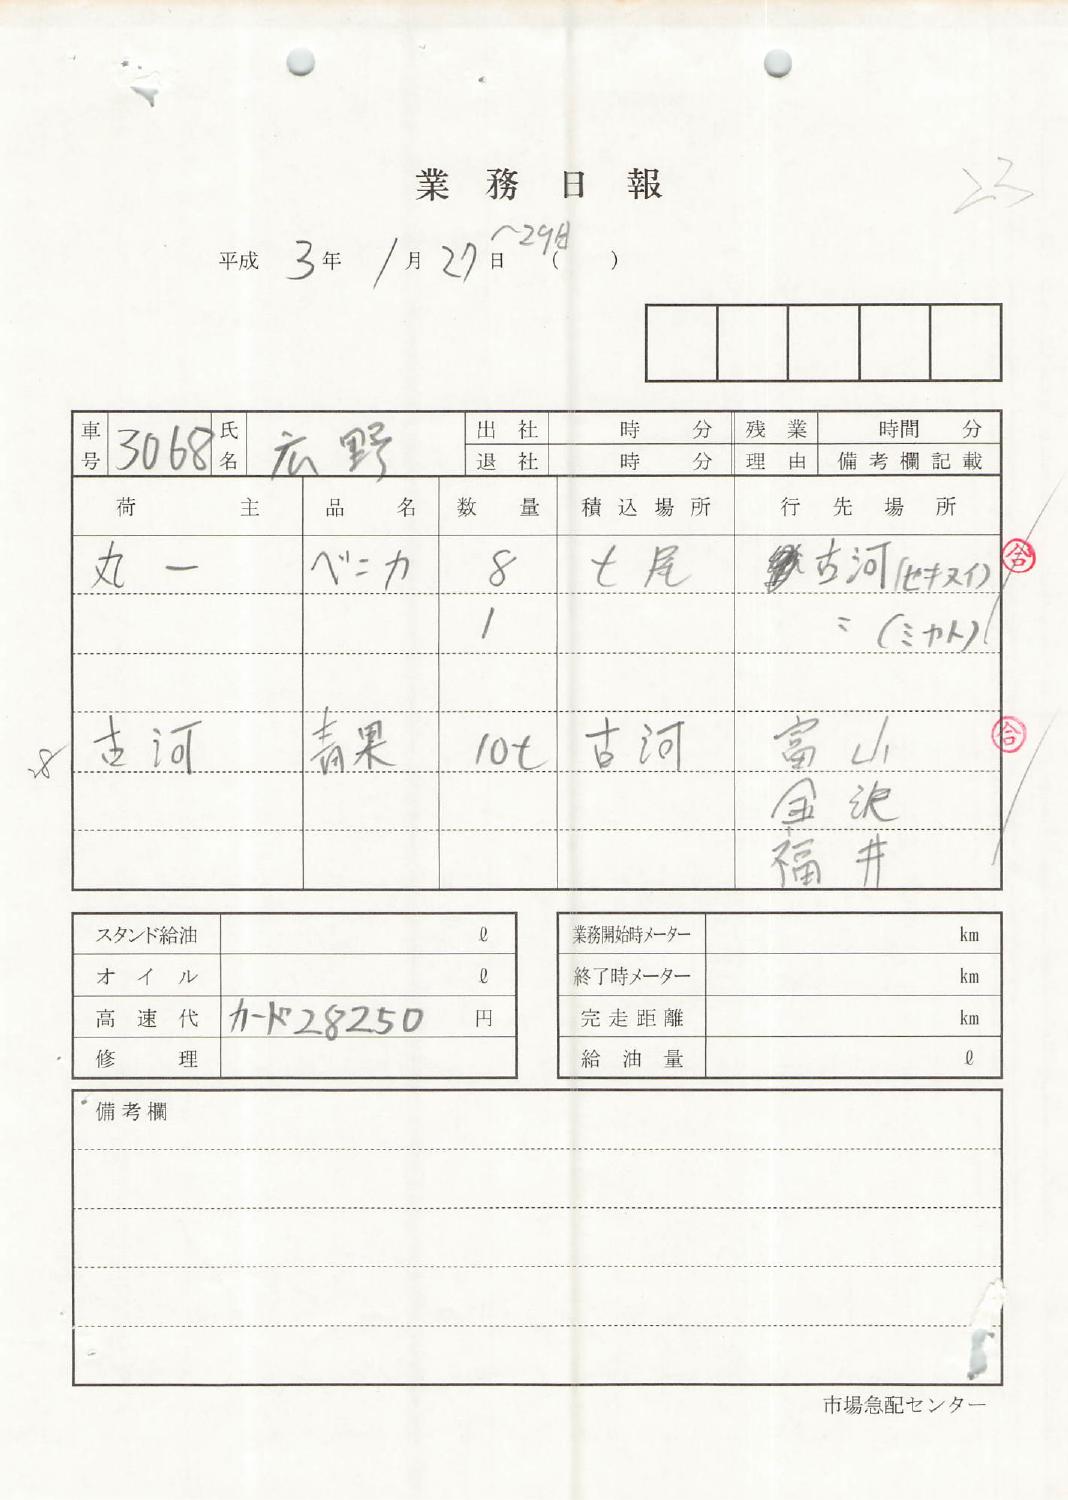 業務日報
23
平成 3年 1月 27日 ( )
~29日
車号 3068 氏名 広野 出社 時 分 残業 時間 分
退社 時 分 理由 備考欄記載
荷主 品名 数量 積込場所 行先場所
丸一 ベニカ 8 七尾 古河(セキスイ) 合
1 〃 (ミカト)
28 古河 青果 10t 古河 富山 合
金沢
福井
スタンド給油 ℓ 業務開始時メーター km
オイル ℓ 終了時メーター km
高速代 カード28250 円 完走距離 km
修理 給油量 ℓ
備考欄
市場急配センター